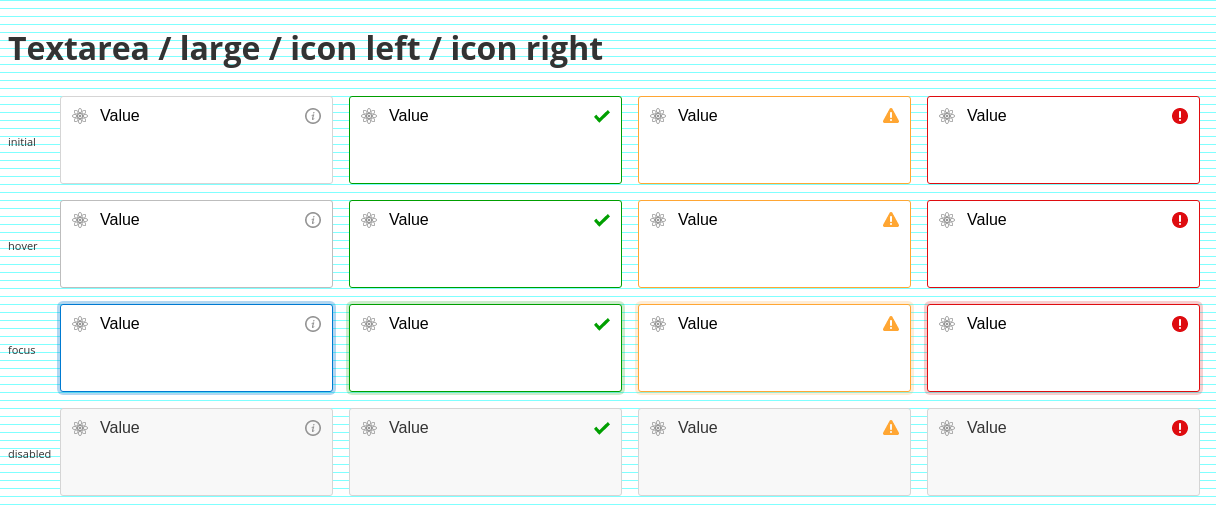 Textarea / large / icon left / icon right
initial Value Value Value Value
hover Value Value Value Value
focus Value Value Value Value
disabled Value Value Value Value